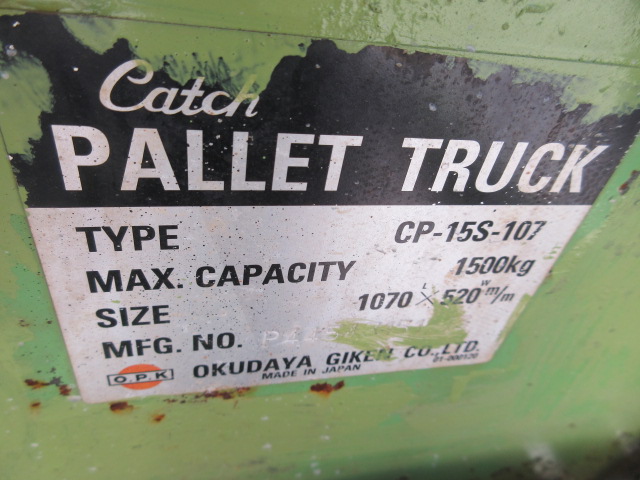 Catch
PALLET TRUCK
TYPE CP-15S-107
MAX. CAPACITY 1500kg
SIZE 1070 L × 520 W m/m
MFG. NO.
O.P.K OKUDAYA GIKEN CO., LTD.
MADE IN JAPAN